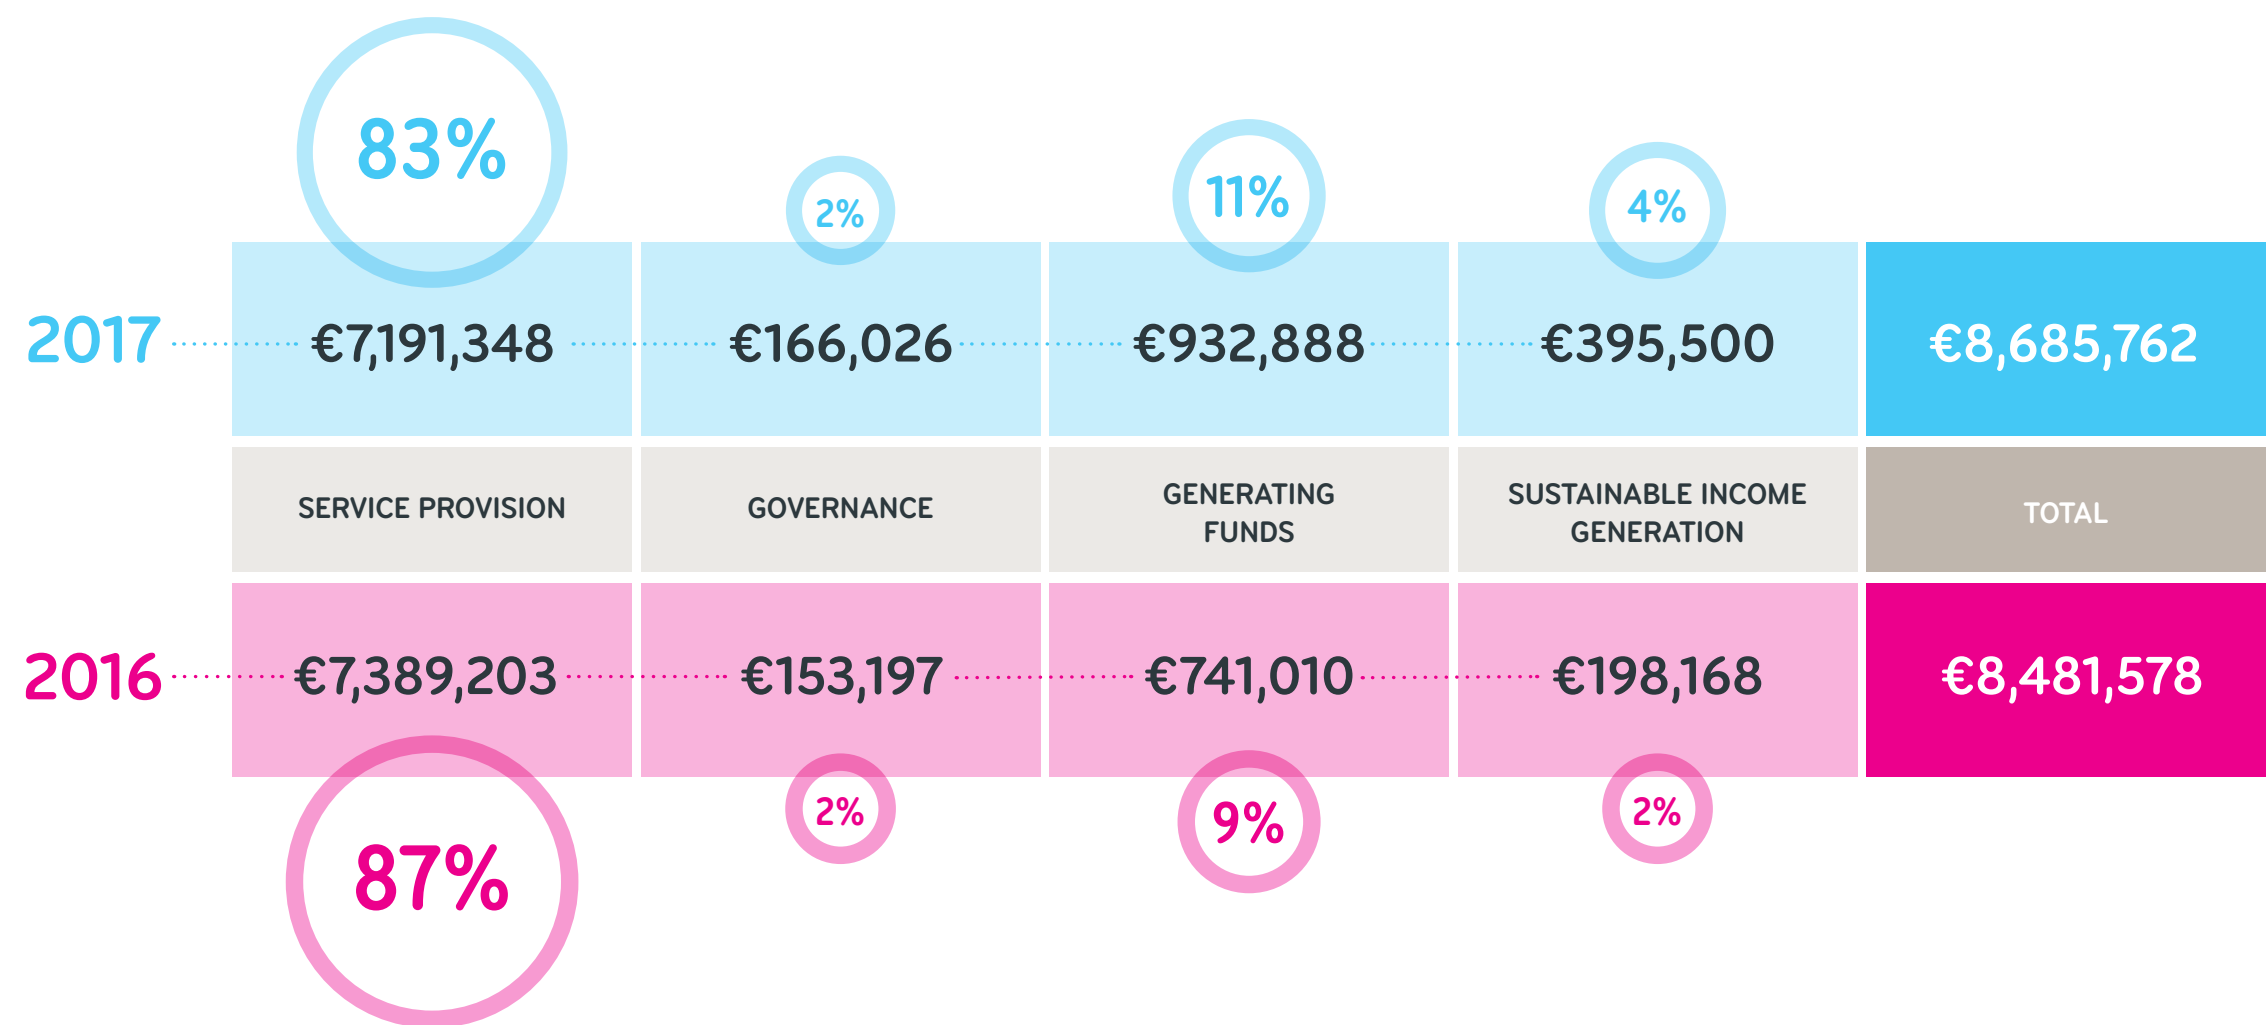 83%
2%
11%
4%
2017 €7,191,348 €166,026 €932,888 €395,500 €8,685,762
SERVICE PROVISION
GOVERNANCE
GENERATING
FUNDS
SUSTAINABLE INCOME
GENERATION
TOTAL
2016 €7,389,203 €153,197 €741,010 €198,168 €8,481,578
87%
2%
9%
2%